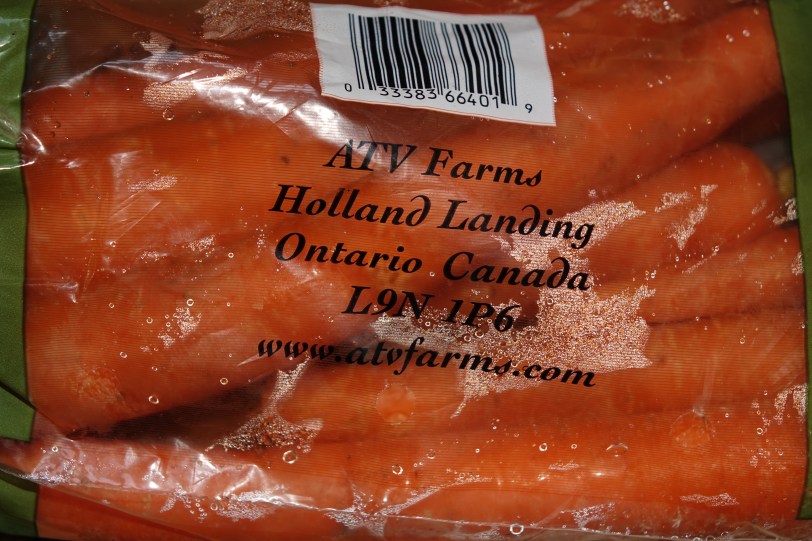 0 33383 66401 9
ATV Farms
Holland Landing
Ontario Canada
L9N 1P6
www.atvfarms.com